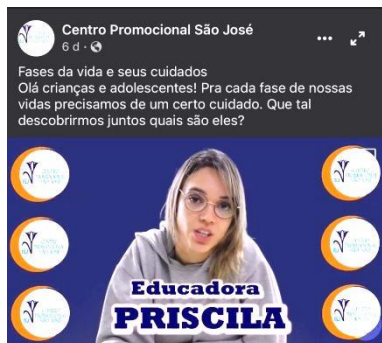 Centro Promocional São José
6 d
Fases da vida e seus cuidados
Olá crianças e adolescentes! Pra cada fase de nossas
vidas precisamos de um certo cuidado. Que tal
descobrirmos juntos quais são eles?
Educadora
PRISCILA